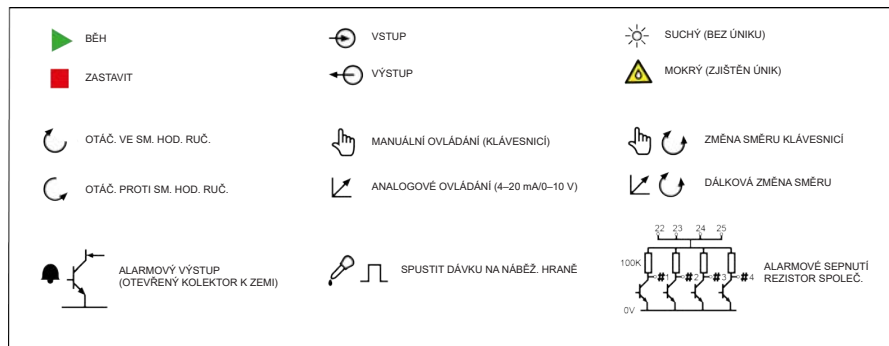 BĚH
VSTUP
SUCHÝ (BEZ ÚNIKU)
ZASTAVIT
VÝSTUP
MOKRÝ (ZJIŠTĚN ÚNIK)
OTÁČ. VE SM. HOD. RUČ.
MANUÁLNÍ OVLÁDÁNÍ (KLÁVESNICÍ)
ZMĚNA SMĚRU KLÁVESNICÍ
OTÁČ. PROTI SM. HOD. RUČ.
ANALOGOVÉ OVLÁDÁNÍ (4–20 mA/0–10 V)
DÁLKOVÁ ZMĚNA SMĚRU
ALARMOVÝ VÝSTUP
(OTEVŘENÝ KOLEKTOR K ZEMI)
SPUSTIT DÁVKU NA NÁBĚŽ. HRANĚ
22 23 24 25
100K
#1 #2 #3 #4
0V
ALARMOVÉ SEPNUTÍ
REZISTOR SPOLEČ.